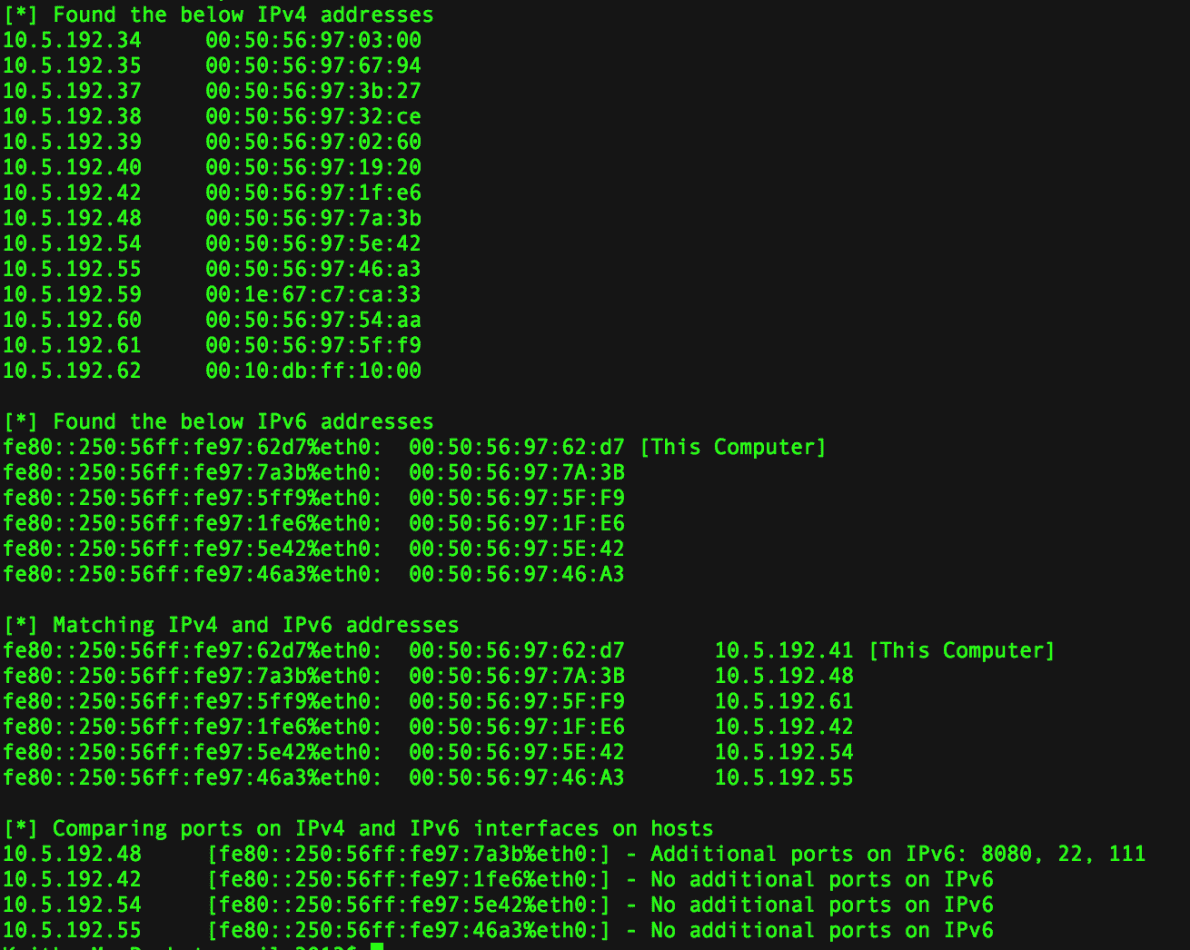 [*] Found the below IPv4 addresses
10.5.192.34 00:50:56:97:03:00
10.5.192.35 00:50:56:97:67:94
10.5.192.37 00:50:56:97:3b:27
10.5.192.38 00:50:56:97:32:ce
10.5.192.39 00:50:56:97:02:60
10.5.192.40 00:50:56:97:19:20
10.5.192.42 00:50:56:97:1f:e6
10.5.192.48 00:50:56:97:7a:3b
10.5.192.54 00:50:56:97:5e:42
10.5.192.55 00:50:56:97:46:a3
10.5.192.59 00:1e:67:c7:ca:33
10.5.192.60 00:50:56:97:54:aa
10.5.192.61 00:50:56:97:5f:f9
10.5.192.62 00:10:db:ff:10:00
[*] Found the below IPv6 addresses
fe80::250:56ff:fe97:62d7%eth0: 00:50:56:97:62:d7 [This Computer]
fe80::250:56ff:fe97:7a3b%eth0: 00:50:56:97:7A:3B
fe80::250:56ff:fe97:5ff9%eth0: 00:50:56:97:5F:F9
fe80::250:56ff:fe97:1fe6%eth0: 00:50:56:97:1F:E6
fe80::250:56ff:fe97:5e42%eth0: 00:50:56:97:5E:42
fe80::250:56ff:fe97:46a3%eth0: 00:50:56:97:46:A3
[*] Matching IPv4 and IPv6 addresses
fe80::250:56ff:fe97:62d7%eth0: 00:50:56:97:62:d7 10.5.192.41 [This Computer]
fe80::250:56ff:fe97:7a3b%eth0: 00:50:56:97:7A:3B 10.5.192.48
fe80::250:56ff:fe97:5ff9%eth0: 00:50:56:97:5F:F9 10.5.192.61
fe80::250:56ff:fe97:1fe6%eth0: 00:50:56:97:1F:E6 10.5.192.42
fe80::250:56ff:fe97:5e42%eth0: 00:50:56:97:5E:42 10.5.192.54
fe80::250:56ff:fe97:46a3%eth0: 00:50:56:97:46:A3 10.5.192.55
[*] Comparing ports on IPv4 and IPv6 interfaces on hosts
10.5.192.48 [fe80::250:56ff:fe97:7a3b%eth0:] - Additional ports on IPv6: 8080, 22, 111
10.5.192.42 [fe80::250:56ff:fe97:1fe6%eth0:] - No additional ports on IPv6
10.5.192.54 [fe80::250:56ff:fe97:5e42%eth0:] - No additional ports on IPv6
10.5.192.55 [fe80::250:56ff:fe97:46a3%eth0:] - No additional ports on IPv6